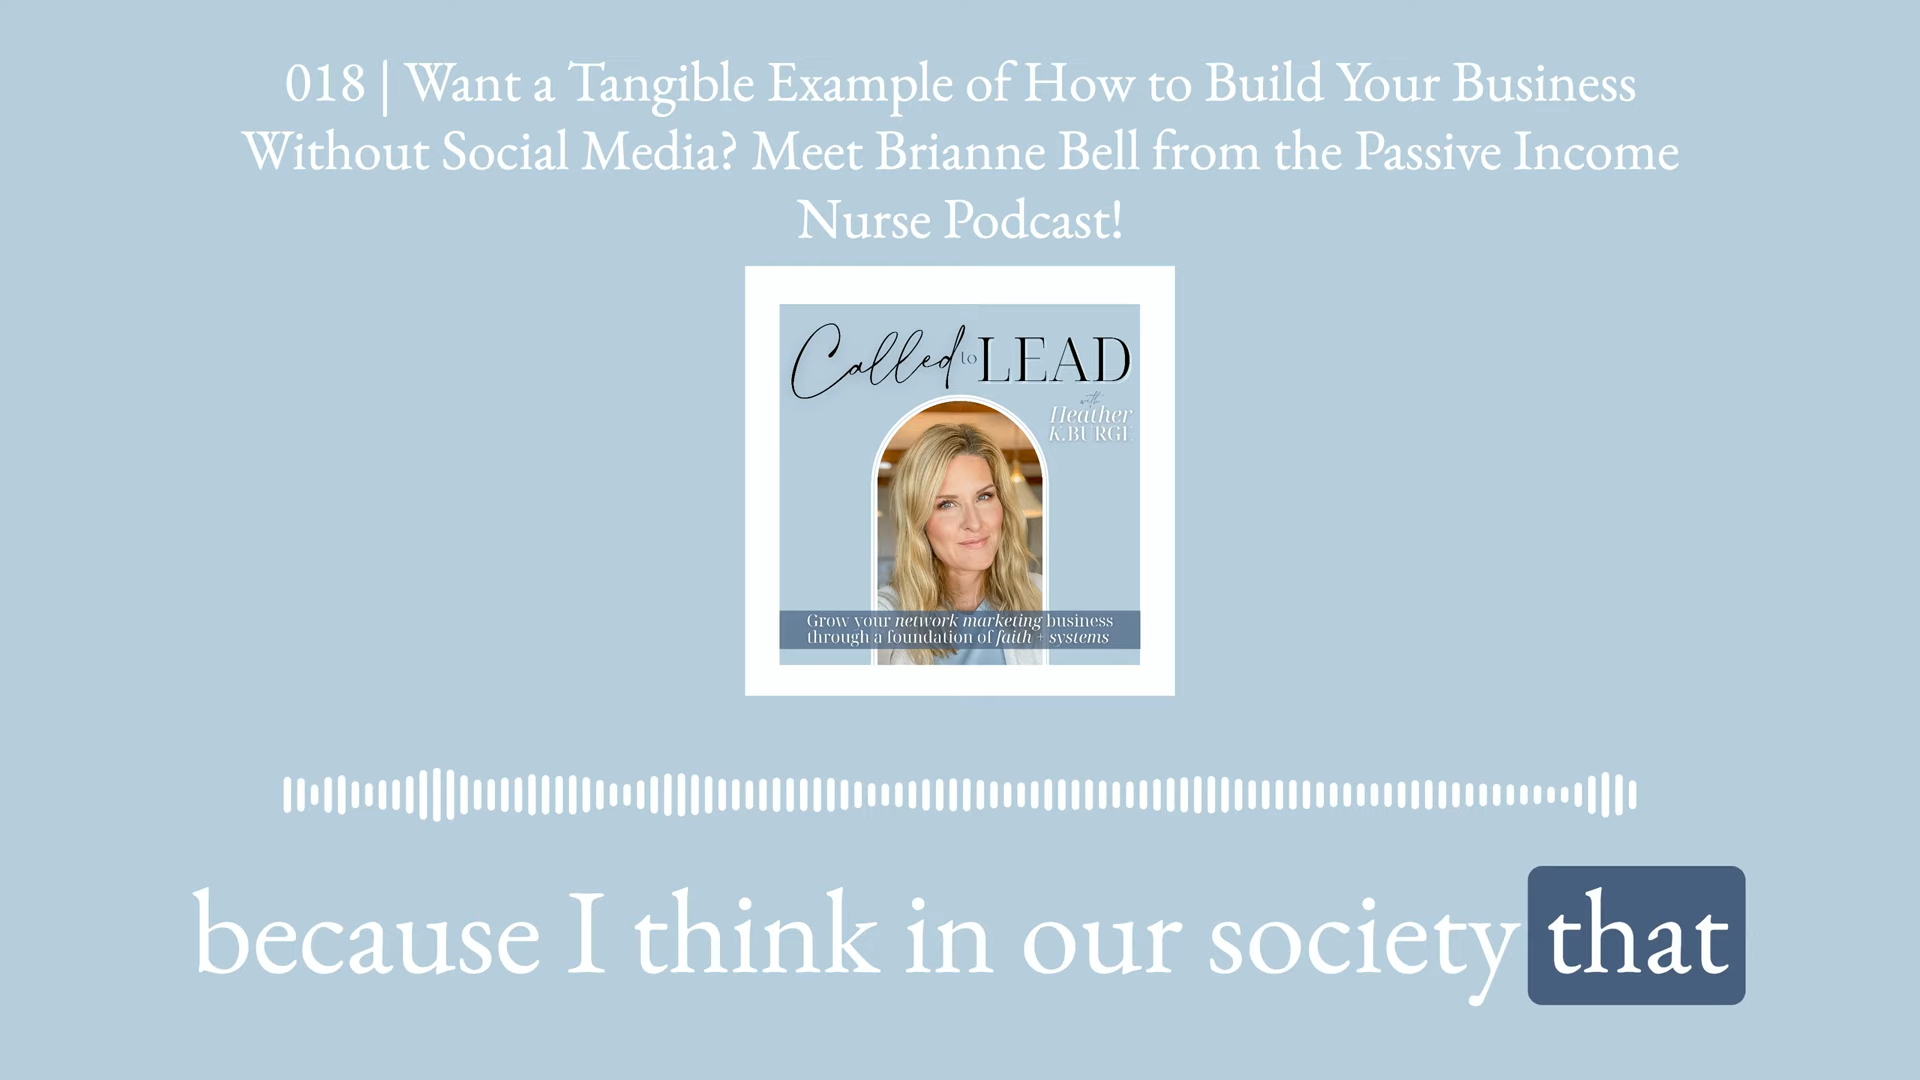 018 | Want a Tangible Example of How to Build Your Business
Without Social Media? Meet Brianne Bell from the Passive Income
Nurse Podcast!
Called to LEAD
with
Heather
K.BURGE
Grow your network marketing business
through a foundation of faith + systems
because I think in our society that